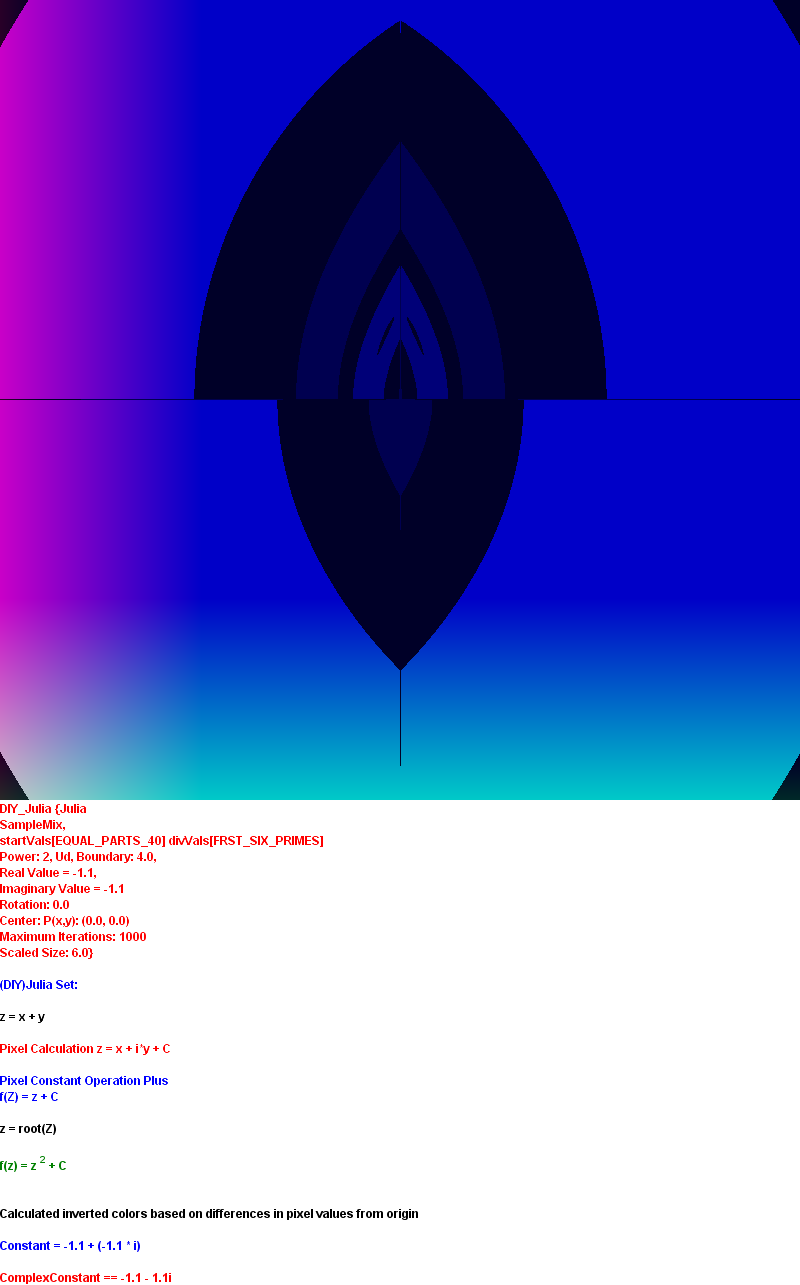 DIY_Julia {Julia
SampleMix,
startVals[EQUAL_PARTS_40] divVals[FRST_SIX_PRIMES]
Power: 2, Ud, Boundary: 4.0,
Real Value = -1.1,
Imaginary Value = -1.1
Rotation: 0.0
Center: P(x,y): (0.0, 0.0)
Maximum Iterations: 1000
Scaled Size: 6.0}
(DIY)Julia Set:
z = x + y
Pixel Calculation z = x + i*y + C
Pixel Constant Operation Plus
f(Z) = z + C
z = root(Z)
f(z) = z ² + C
Calculated inverted colors based on differences in pixel values from origin
Constant = -1.1 + (-1.1 * i)
ComplexConstant == -1.1 - 1.1i